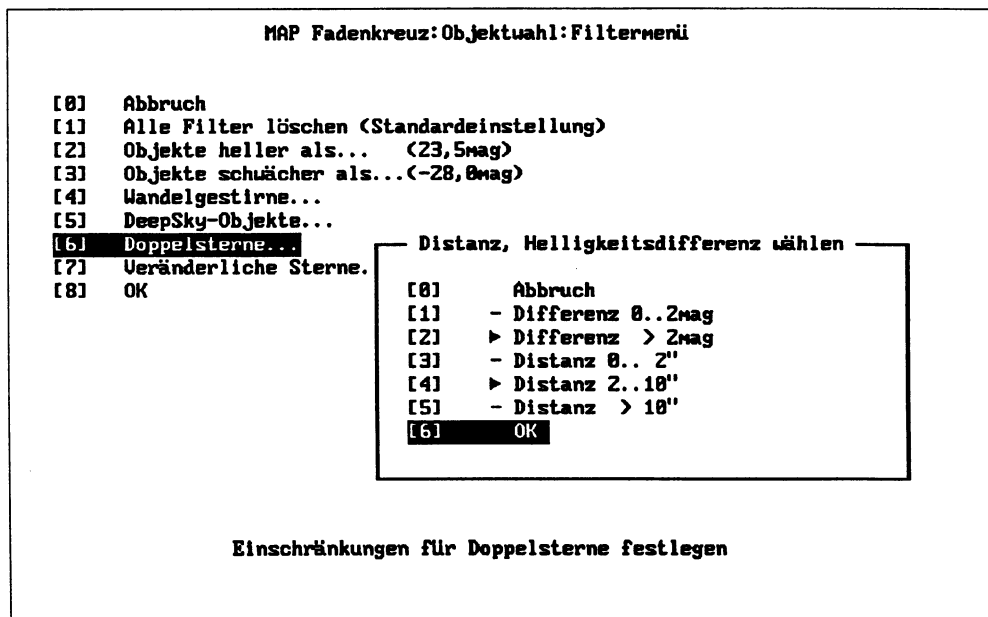 MAP Fadenkreuz:Objektwahl:Filtermenü
[0] Abbruch
[1] Alle Filter löschen (Standardeinstellung)
[2] Objekte heller als... (23,5mag)
[3] Objekte schwächer als...(-28,0mag)
[4] Wandelgestirne...
[5] DeepSky-Objekte...
[6] Doppelsterne...
[7] Veränderliche Sterne.
[8] OK
Distanz, Helligkeitsdifferenz wählen
[0] Abbruch
[1] - Differenz 0..2mag
[2] ► Differenz > 2mag
[3] - Distanz 0.. 2"
[4] ► Distanz 2..10"
[5] - Distanz > 10"
[6] OK
Einschränkungen für Doppelsterne festlegen